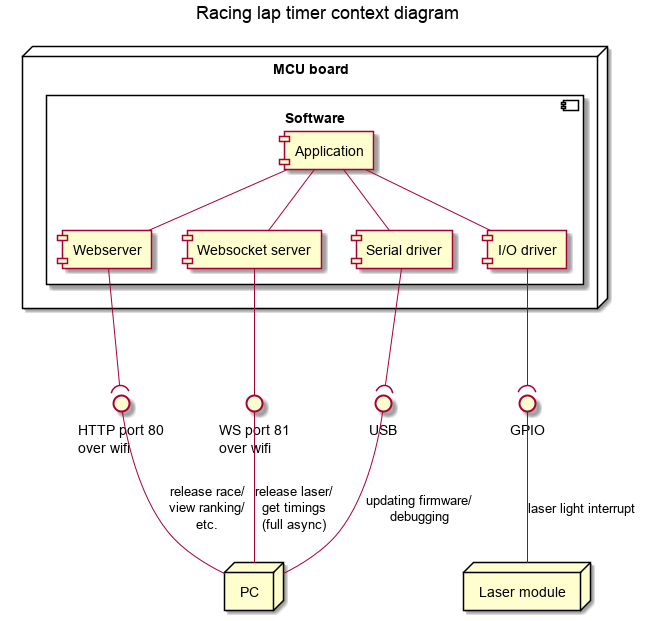 Racing lap timer context diagram
MCU board
Software
Application
Webserver
Websocket server
Serial driver
I/O driver
HTTP port 80
over wifi
WS port 81
over wifi
USB
GPIO
release race/
view ranking/
etc.
release laser/
get timings
(full async)
updating firmware/
debugging
laser light interrupt
PC
Laser module